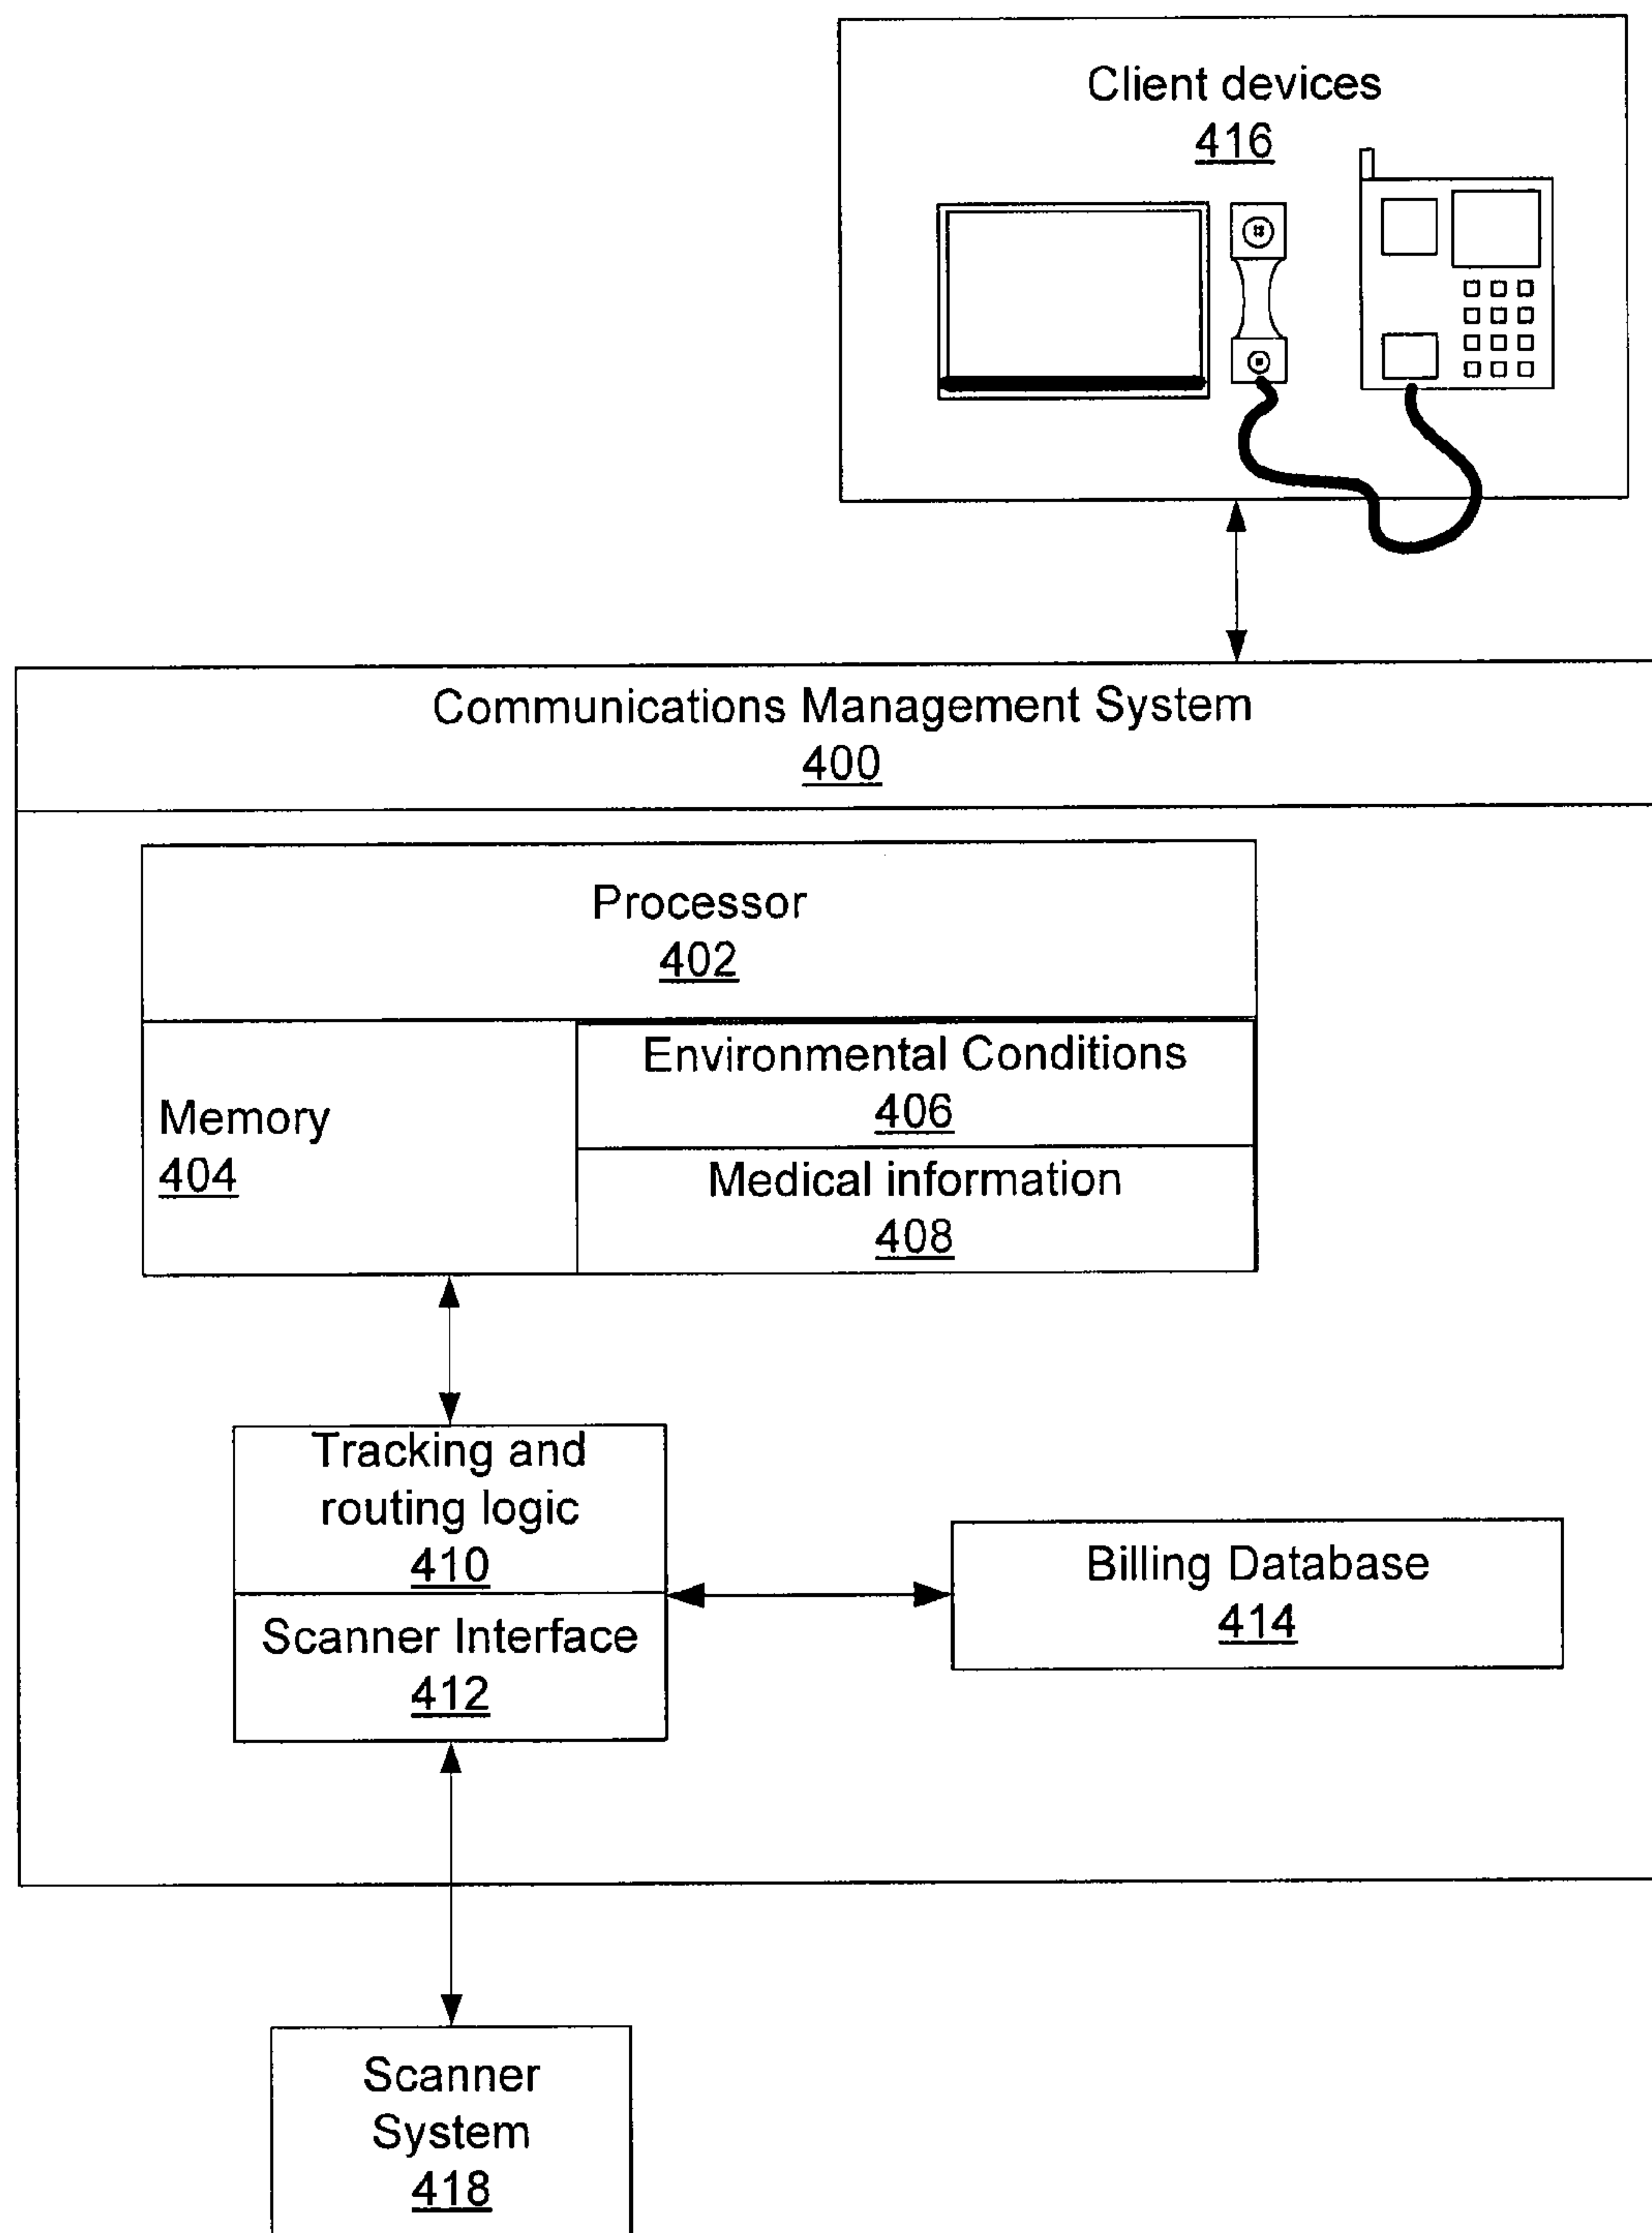 Client devices
416
Communications Management System
400
Processor
402
Environmental Conditions
406
Memory
404
Medical information
408
Tracking and
routing logic
410
Scanner Interface
412
Billing Database
414
Scanner
System
418